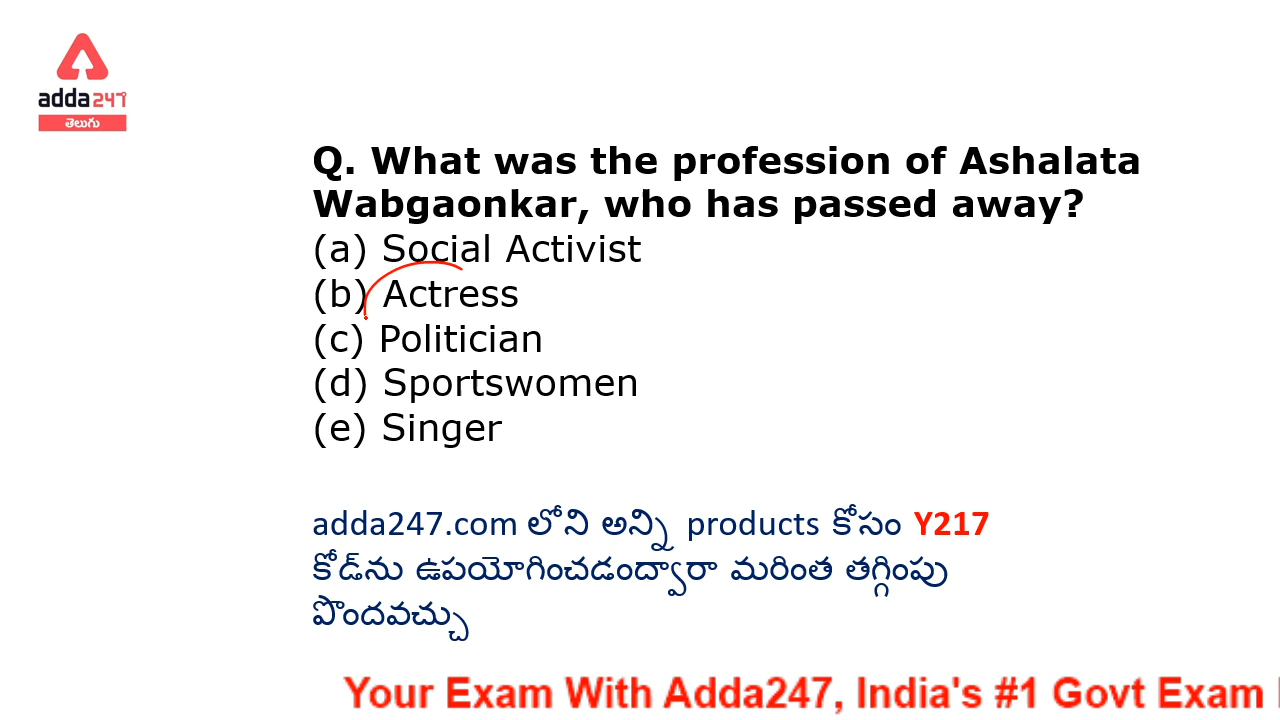 adda247
తెలుగు
Q. What was the profession of Ashalata
Wabgaonkar, who has passed away?
(a) Social Activist
(b) Actress
(c) Politician
(d) Sportswomen
(e) Singer
adda247.com లోని అన్ని products కోసం Y217
కోడ్‌ను ఉపయోగించడంద్వారా మరింత తగ్గింపు
పొందవచ్చు
Your Exam With Adda247, India's #1 Govt Exam